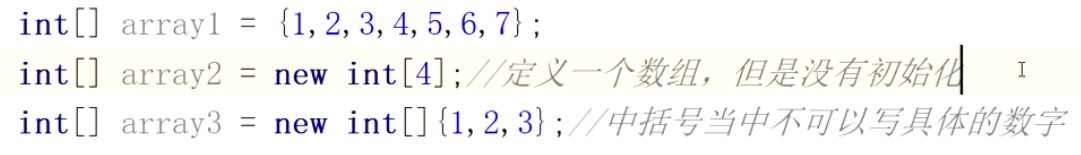 int[] array1 = {1,2,3,4,5,6,7};
int[] array2 = new int[4];//定义一个数组，但是没有初始化
int[] array3 = new int[]{1,2,3};//中括号当中不可以写具体的数字